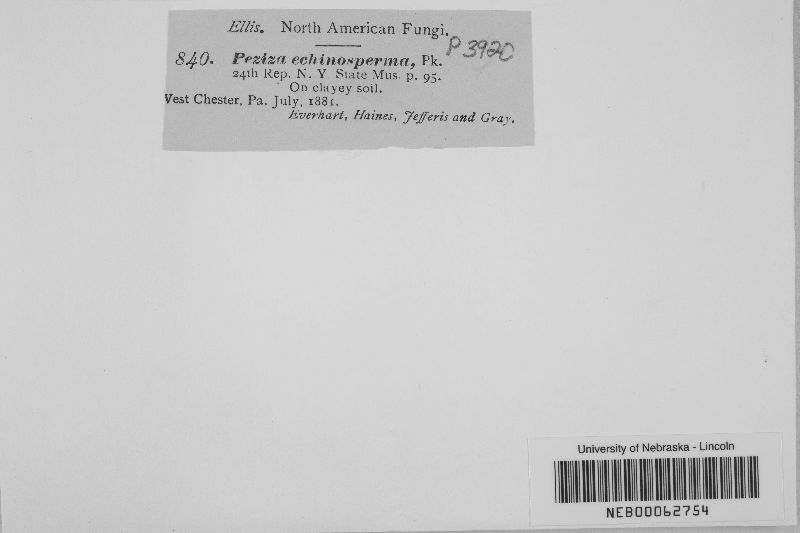 Ellis. North American Fungi.
P 3920
840. Peziza echinosperma, Pk.
24th Rep. N. Y State Mus. p. 95.
On clayey soil.
Vest Chester, Pa. July, 1881.
Everhart, Haines, Jefferis and Gray.
University of Nebraska - Lincoln
NEB00062754